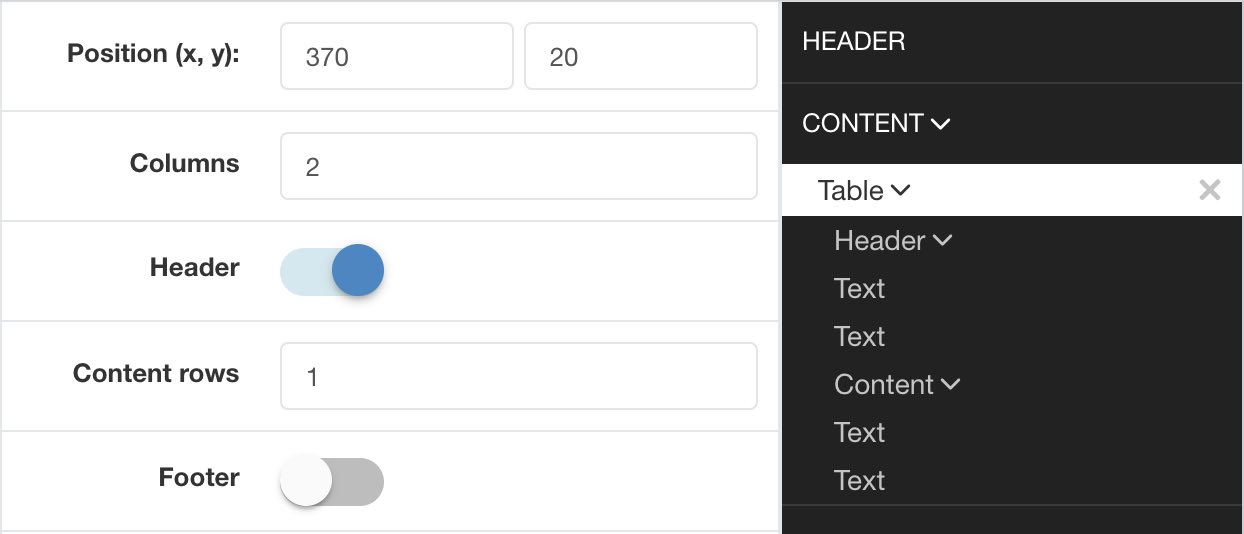 Position (x, y):
370
20
Columns
2
Header
Content rows
1
Footer
HEADER
CONTENT
Table
Header
Text
Text
Content
Text
Text